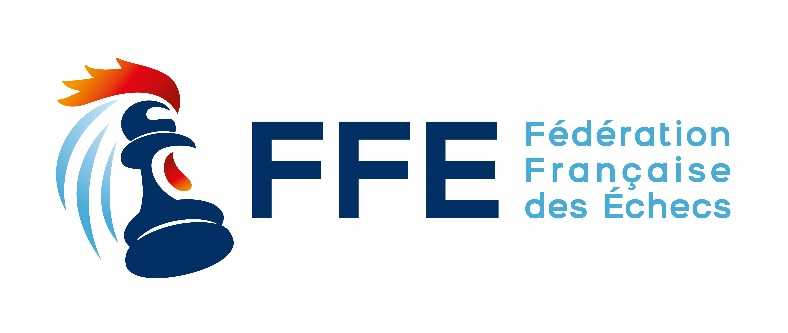 FFE
Fédération
Française
des Échecs